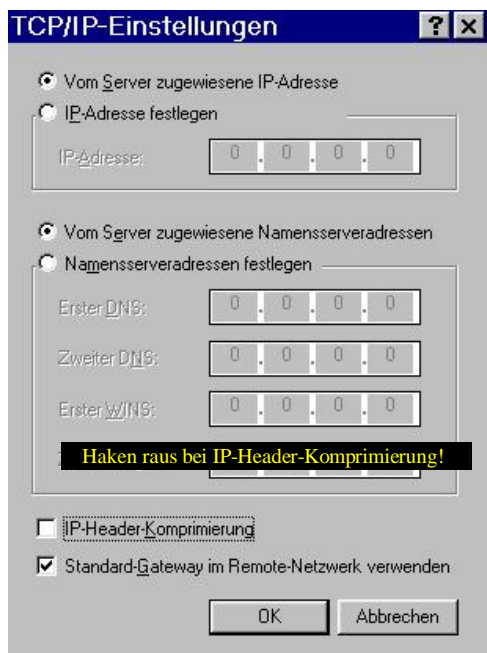 TCP/IP-Einstellungen
Vom Server zugewiesene IP-Adresse
IP-Adresse festlegen
IP-Adresse: 0 . 0 . 0 . 0
Vom Server zugewiesene Namensserveradressen
Namensserveradressen festlegen
Erster DNS: 0 . 0 . 0 . 0
Zweiter DNS: 0 . 0 . 0 . 0
Erster WINS: 0 . 0 . 0 . 0
Haken raus bei IP-Header-Komprimierung!
IP-Header-Komprimierung
Standard-Gateway im Remote-Netzwerk verwenden
OK Abbrechen